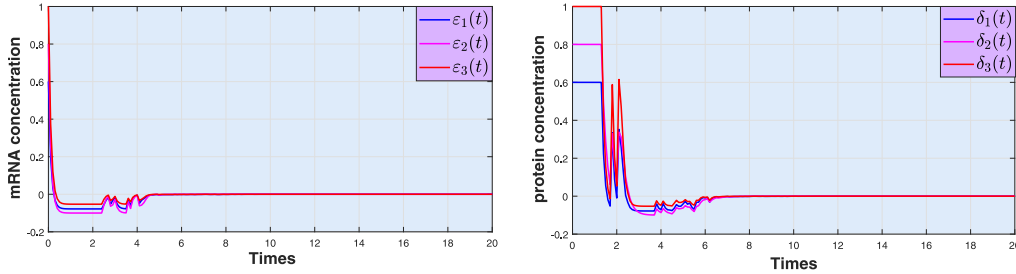 1
0.8
0.6
0.4
0.2
0
-0.2
mRNA concentration
0 2 4 6 8 10 12 14 16 18 20
Times
ε₁(t)
ε₂(t)
ε₃(t)
1
0.8
0.6
0.4
0.2
0
-0.2
protein concentration
0 2 4 6 8 10 12 14 16 18 20
Times
δ₁(t)
δ₂(t)
δ₃(t)